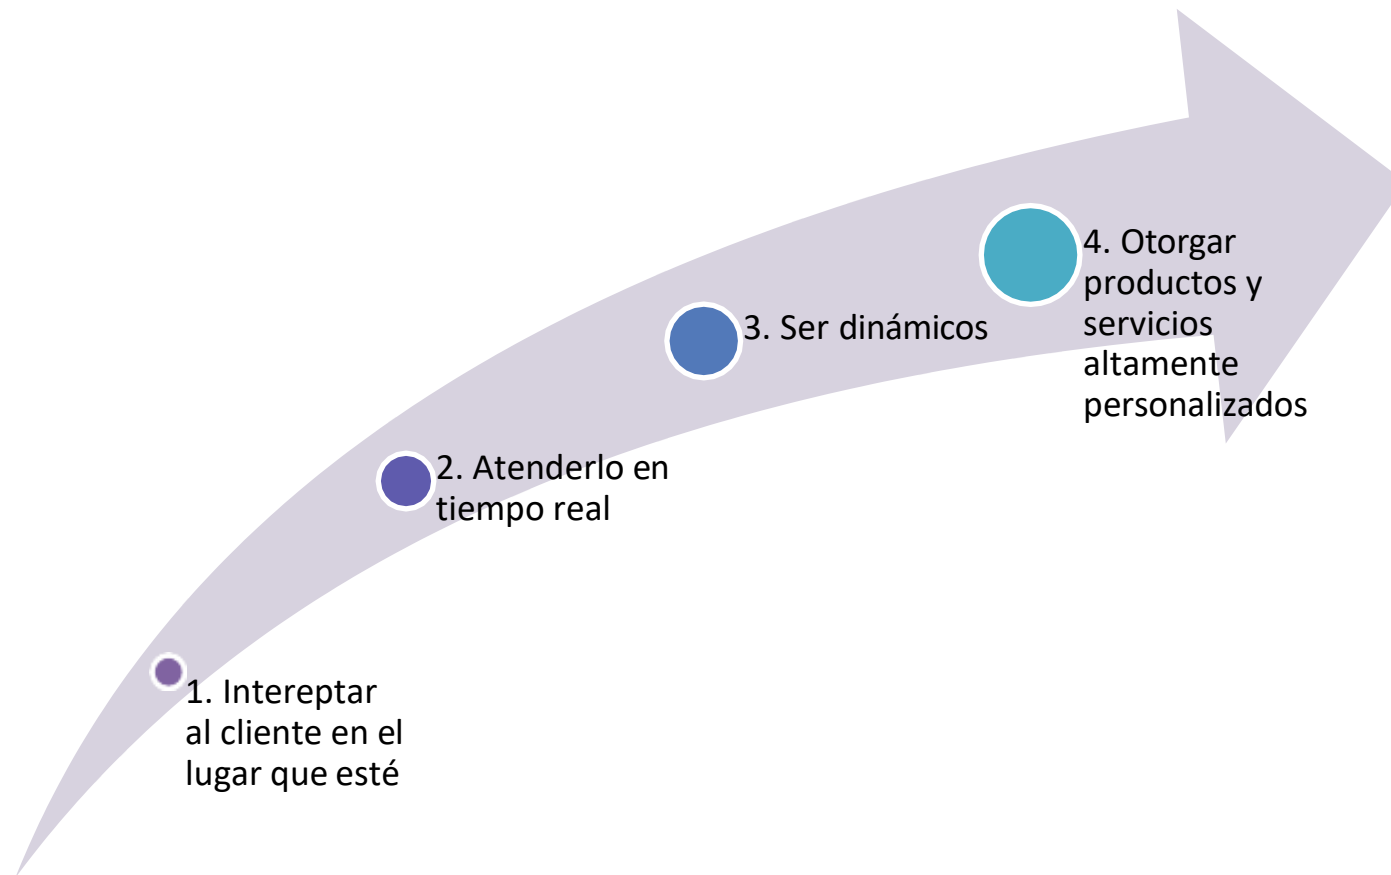 1. Intereptar
al cliente en el
lugar que esté
2. Atenderlo en
tiempo real
3. Ser dinámicos
4. Otorgar
productos y
servicios
altamente
personalizados